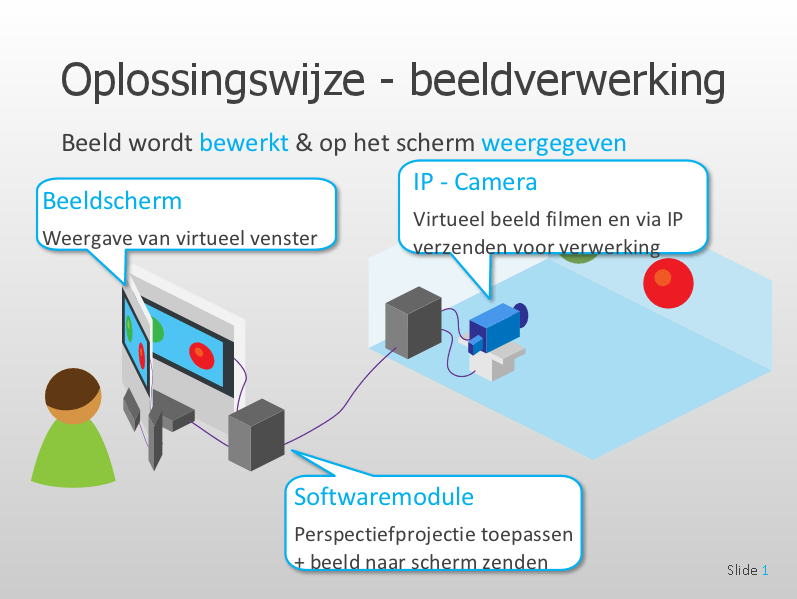 Oplossingswijze - beeldverwerking
Beeld wordt bewerkt & op het scherm weergegeven
IP - Camera
Virtueel beeld filmen en via IP
verzenden voor verwerking
Beeldscherm
Weergave van virtueel venster
Softwaremodule
Perspectiefprojectie toepassen
+ beeld naar scherm zenden
Slide 1